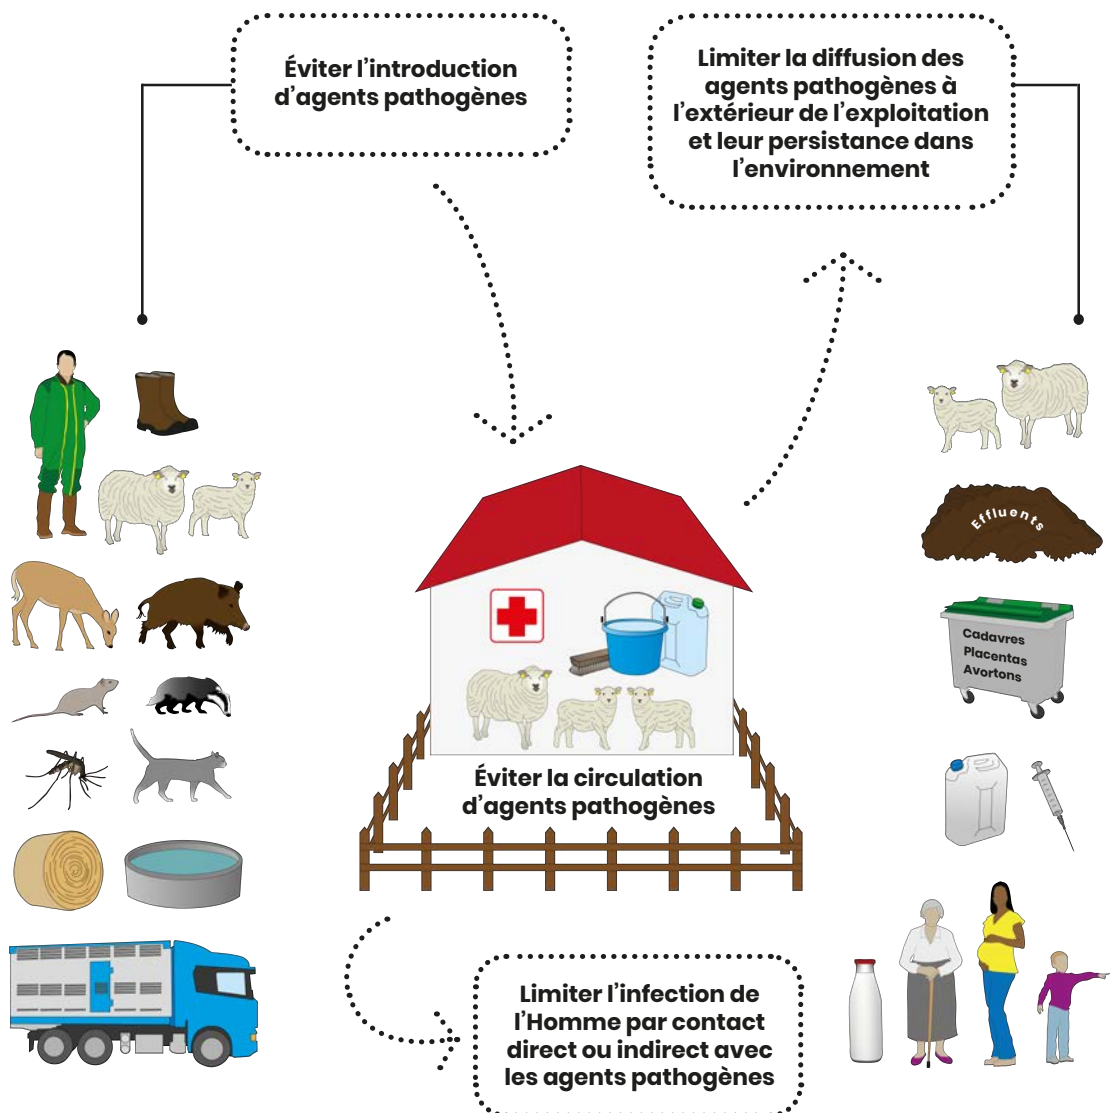 Éviter l’introduction
d’agents pathogènes
Limiter la diffusion des
agents pathogènes à
l’extérieur de l’exploitation
et leur persistance dans
l’environnement
Effluents
Cadavres
Placentas
Avortons
Éviter la circulation
d’agents pathogènes
Limiter l’infection de
l’Homme par contact
direct ou indirect avec
les agents pathogènes